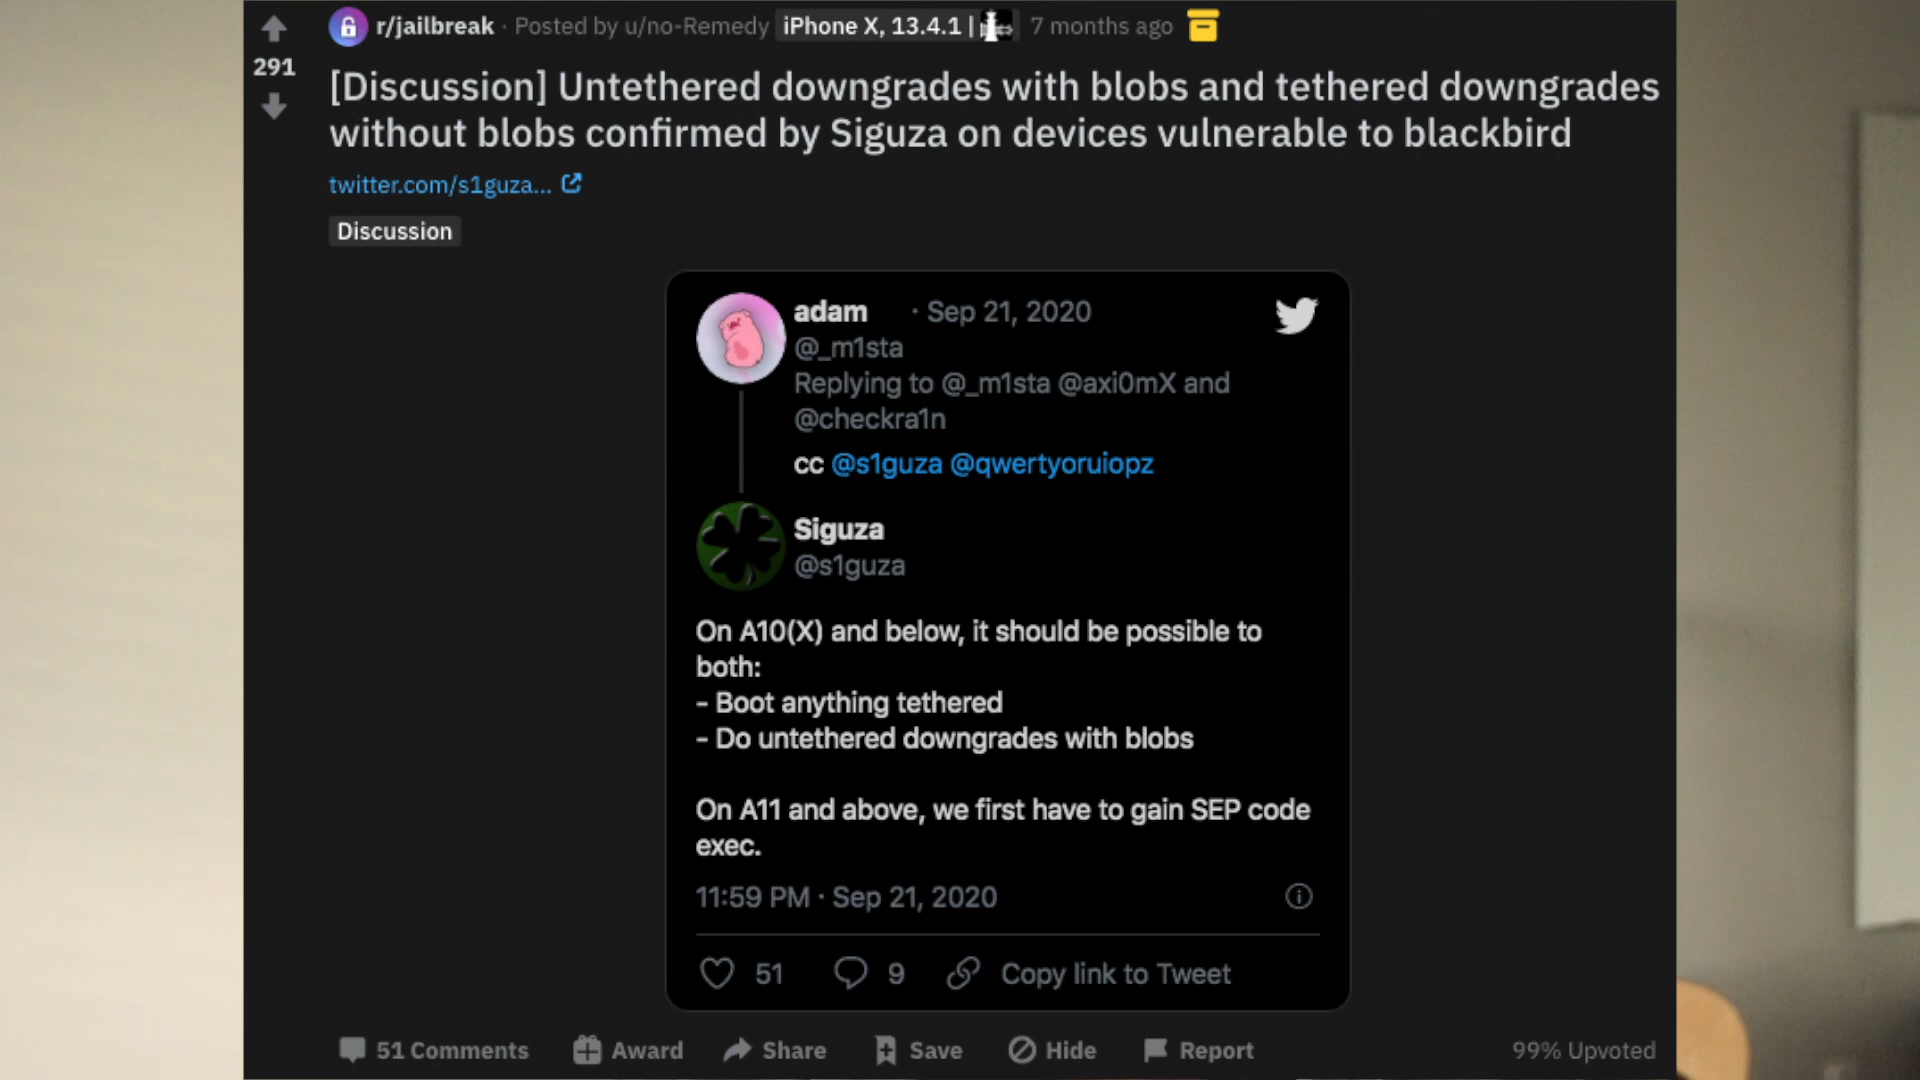 r/jailbreak · Posted by u/no-Remedy iPhone X, 13.4.1 | 7 months ago
291
[Discussion] Untethered downgrades with blobs and tethered downgrades
without blobs confirmed by Siguza on devices vulnerable to blackbird
twitter.com/s1guza...
Discussion
adam · Sep 21, 2020
@_m1sta
Replying to @_m1sta @axi0mX and
@checkra1n
cc @s1guza @qwertyoruiopz
Siguza
@s1guza
On A10(X) and below, it should be possible to
both:
- Boot anything tethered
- Do untethered downgrades with blobs
On A11 and above, we first have to gain SEP code
exec.
11:59 PM · Sep 21, 2020
51 9 Copy link to Tweet
51 Comments Award Share Save Hide Report 99% Upvoted